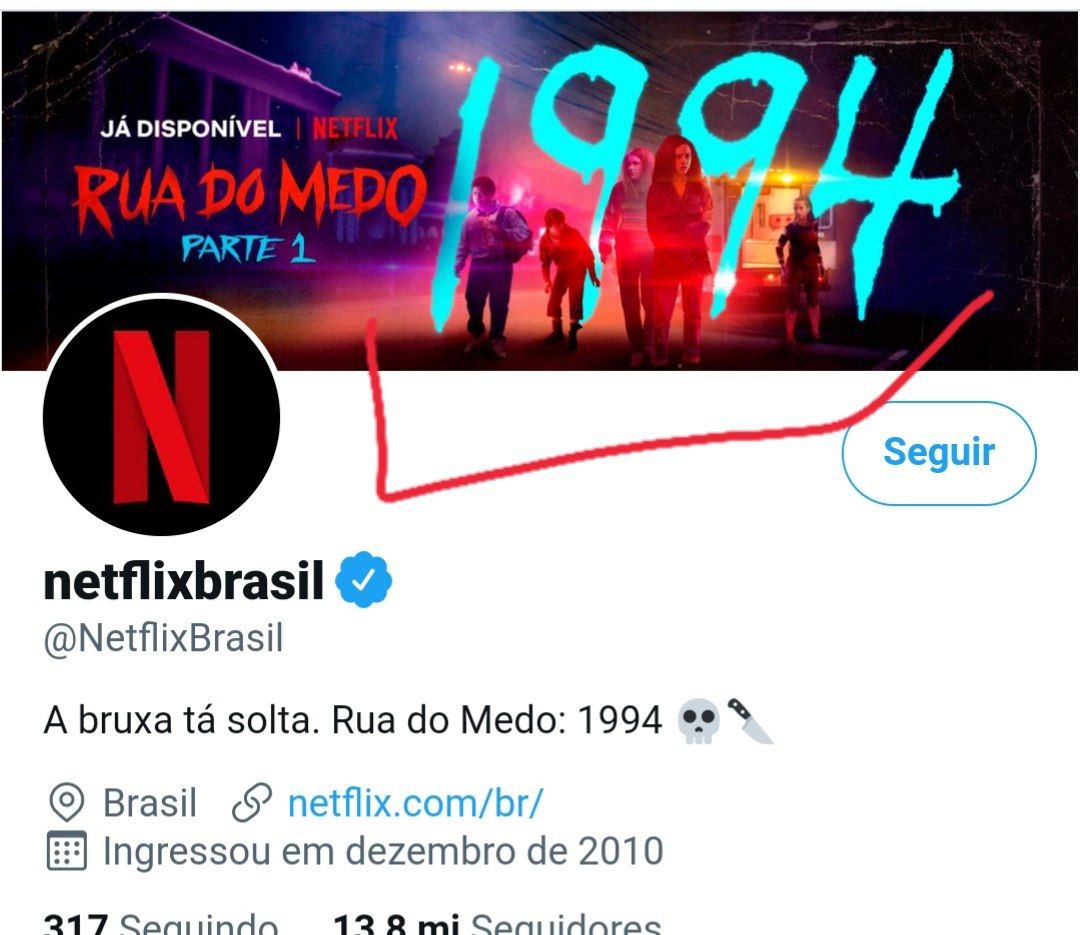 JÁ DISPONÍVEL | NETFLIX
RUA DO MEDO
PARTE 1
1994
N
Seguir
netflixbrasil
@NetflixBrasil
A bruxa tá solta. Rua do Medo: 1994 💀🔪
Brasil netflix.com/br/
Ingressou em dezembro de 2010
317 Seguindo 13,8 mi Seguidores